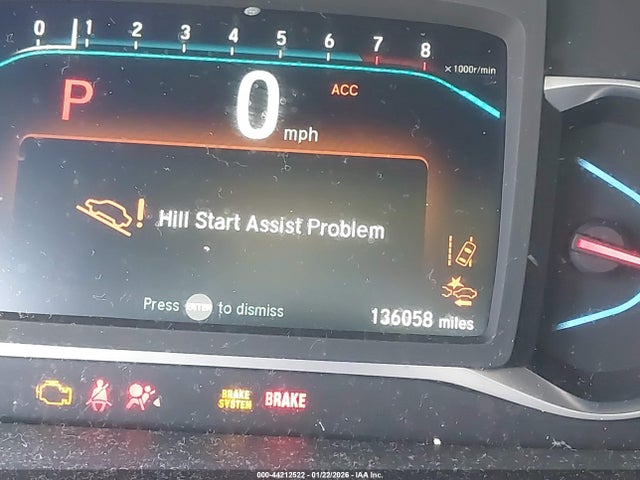 0 1 2 3 4 5 6 7 8
x1000r/min
P 0 mph ACC
! Hill Start Assist Problem
Press ENTER to dismiss
136058 miles
BRAKE SYSTEM BRAKE
000-44212522 - 01/22/2026 - IAA Inc.